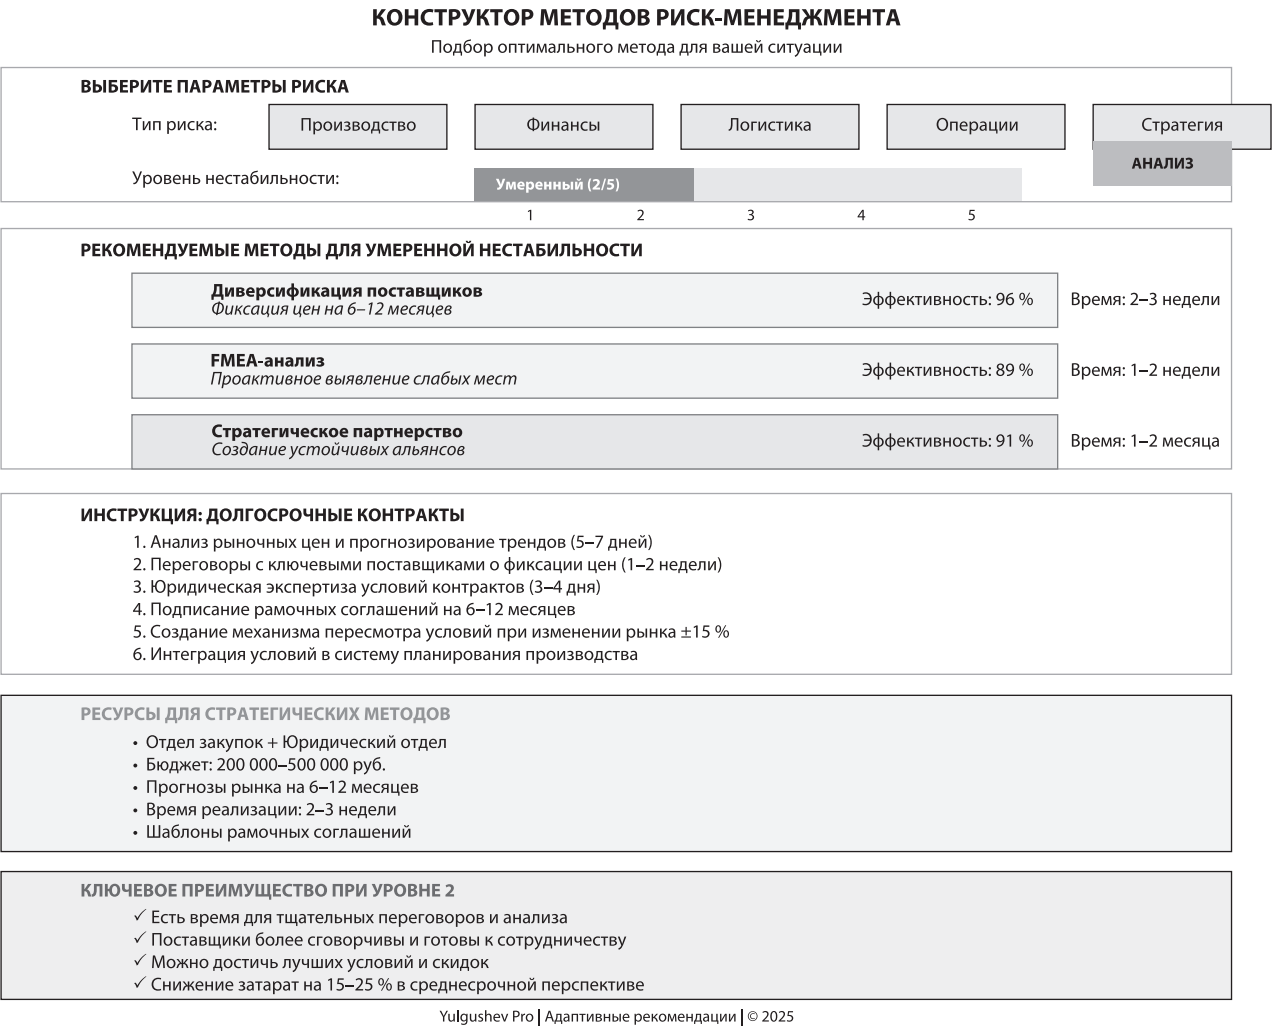 КОНСТРУКТОР МЕТОДОВ РИСК-МЕНЕДЖМЕНТА
Подбор оптимального метода для вашей ситуации
ВЫБЕРИТЕ ПАРАМЕТРЫ РИСКА
Тип риска: Производство Финансы Логистика Операции Стратегия
АНАЛИЗ
Уровень нестабильности: Умеренный (2/5)
1 2 3 4 5
РЕКОМЕНДУЕМЫЕ МЕТОДЫ ДЛЯ УМЕРЕННОЙ НЕСТАБИЛЬНОСТИ
Диверсификация поставщиков
Фиксация цен на 6–12 месяцев
Эффективность: 96 % Время: 2–3 недели
FMEA-анализ
Проактивное выявление слабых мест
Эффективность: 89 % Время: 1–2 недели
Стратегическое партнерство
Создание устойчивых альянсов
Эффективность: 91 % Время: 1–2 месяца
ИНСТРУКЦИЯ: ДОЛГОСРОЧНЫЕ КОНТРАКТЫ
1. Анализ рыночных цен и прогнозирование трендов (5–7 дней)
2. Переговоры с ключевыми поставщиками о фиксации цен (1–2 недели)
3. Юридическая экспертиза условий контрактов (3–4 дня)
4. Подписание рамочных соглашений на 6–12 месяцев
5. Создание механизма пересмотра условий при изменении рынка ±15 %
6. Интеграция условий в систему планирования производства
РЕСУРСЫ ДЛЯ СТРАТЕГИЧЕСКИХ МЕТОДОВ
• Отдел закупок + Юридический отдел
• Бюджет: 200 000–500 000 руб.
• Прогнозы рынка на 6–12 месяцев
• Время реализации: 2–3 недели
• Шаблоны рамочных соглашений
КЛЮЧЕВОЕ ПРЕИМУЩЕСТВО ПРИ УРОВНЕ 2
✓ Есть время для тщательных переговоров и анализа
✓ Поставщики более сговорчивы и готовы к сотрудничеству
✓ Можно достичь лучших условий и скидок
✓ Снижение затарат на 15–25 % в среднесрочной перспективе
Yulgushev Pro | Адаптивные рекомендации | © 2025